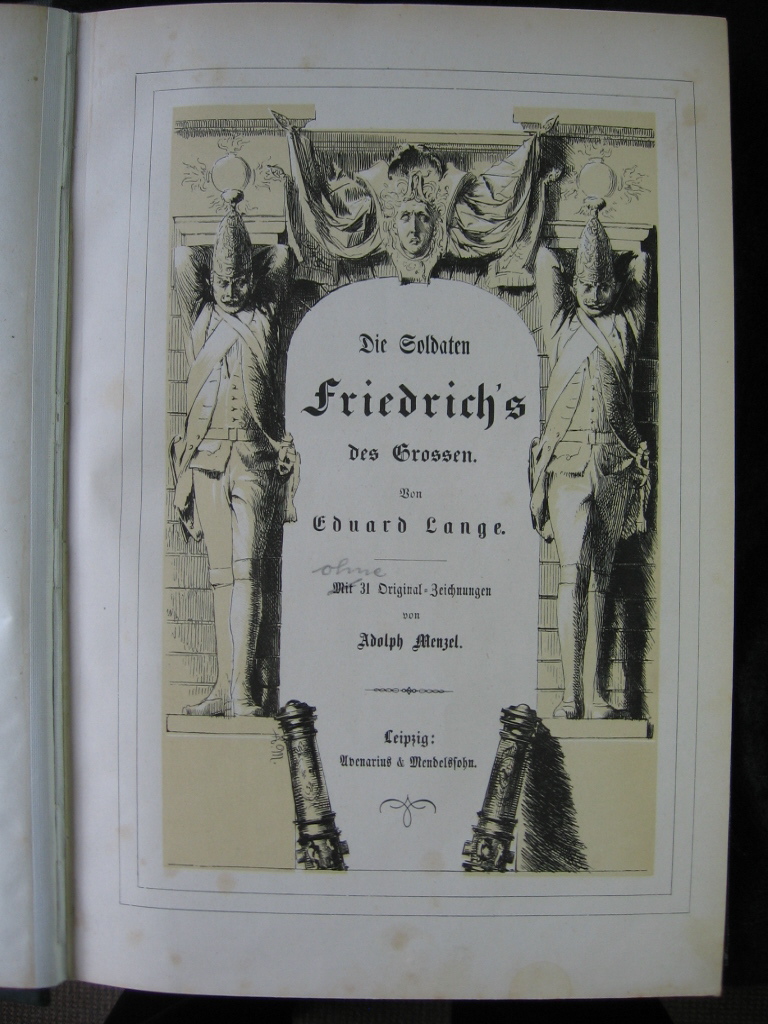 Die Soldaten
Friedrich's
des Grossen.
Von
Eduard Lange.
ohne
Mit 31 Original-Zeichnungen
von
Adolph Menzel.
Leipzig:
Avenarius & Mendelssohn.